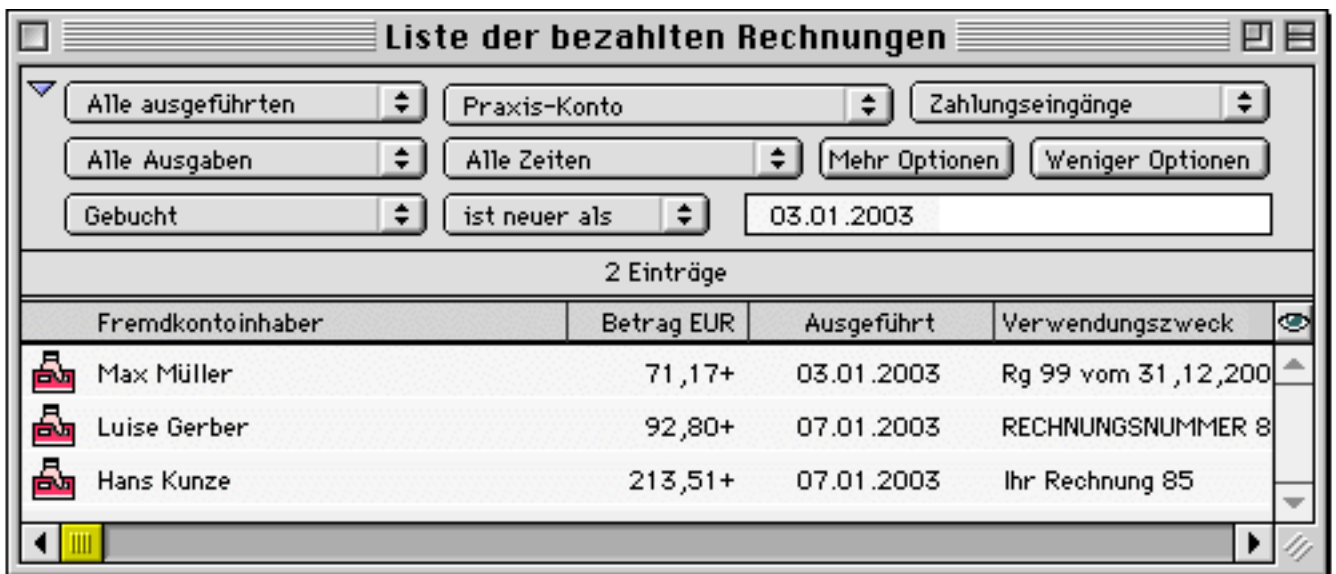 Liste der bezahlten Rechnungen
Alle ausgeführten Praxis-Konto Zahlungseingänge
Alle Ausgaben Alle Zeiten Mehr Optionen Weniger Optionen
Gebucht ist neuer als 03.01.2003
2 Einträge
Fremdkontoinhaber Betrag EUR Ausgeführt Verwendungszweck
Max Müller 71,17+ 03.01.2003 Rg 99 vom 31,12,200
Luise Gerber 92,80+ 07.01.2003 RECHNUNGSNUMMER 8
Hans Kunze 213,51+ 07.01.2003 Ihr Rechnung 85